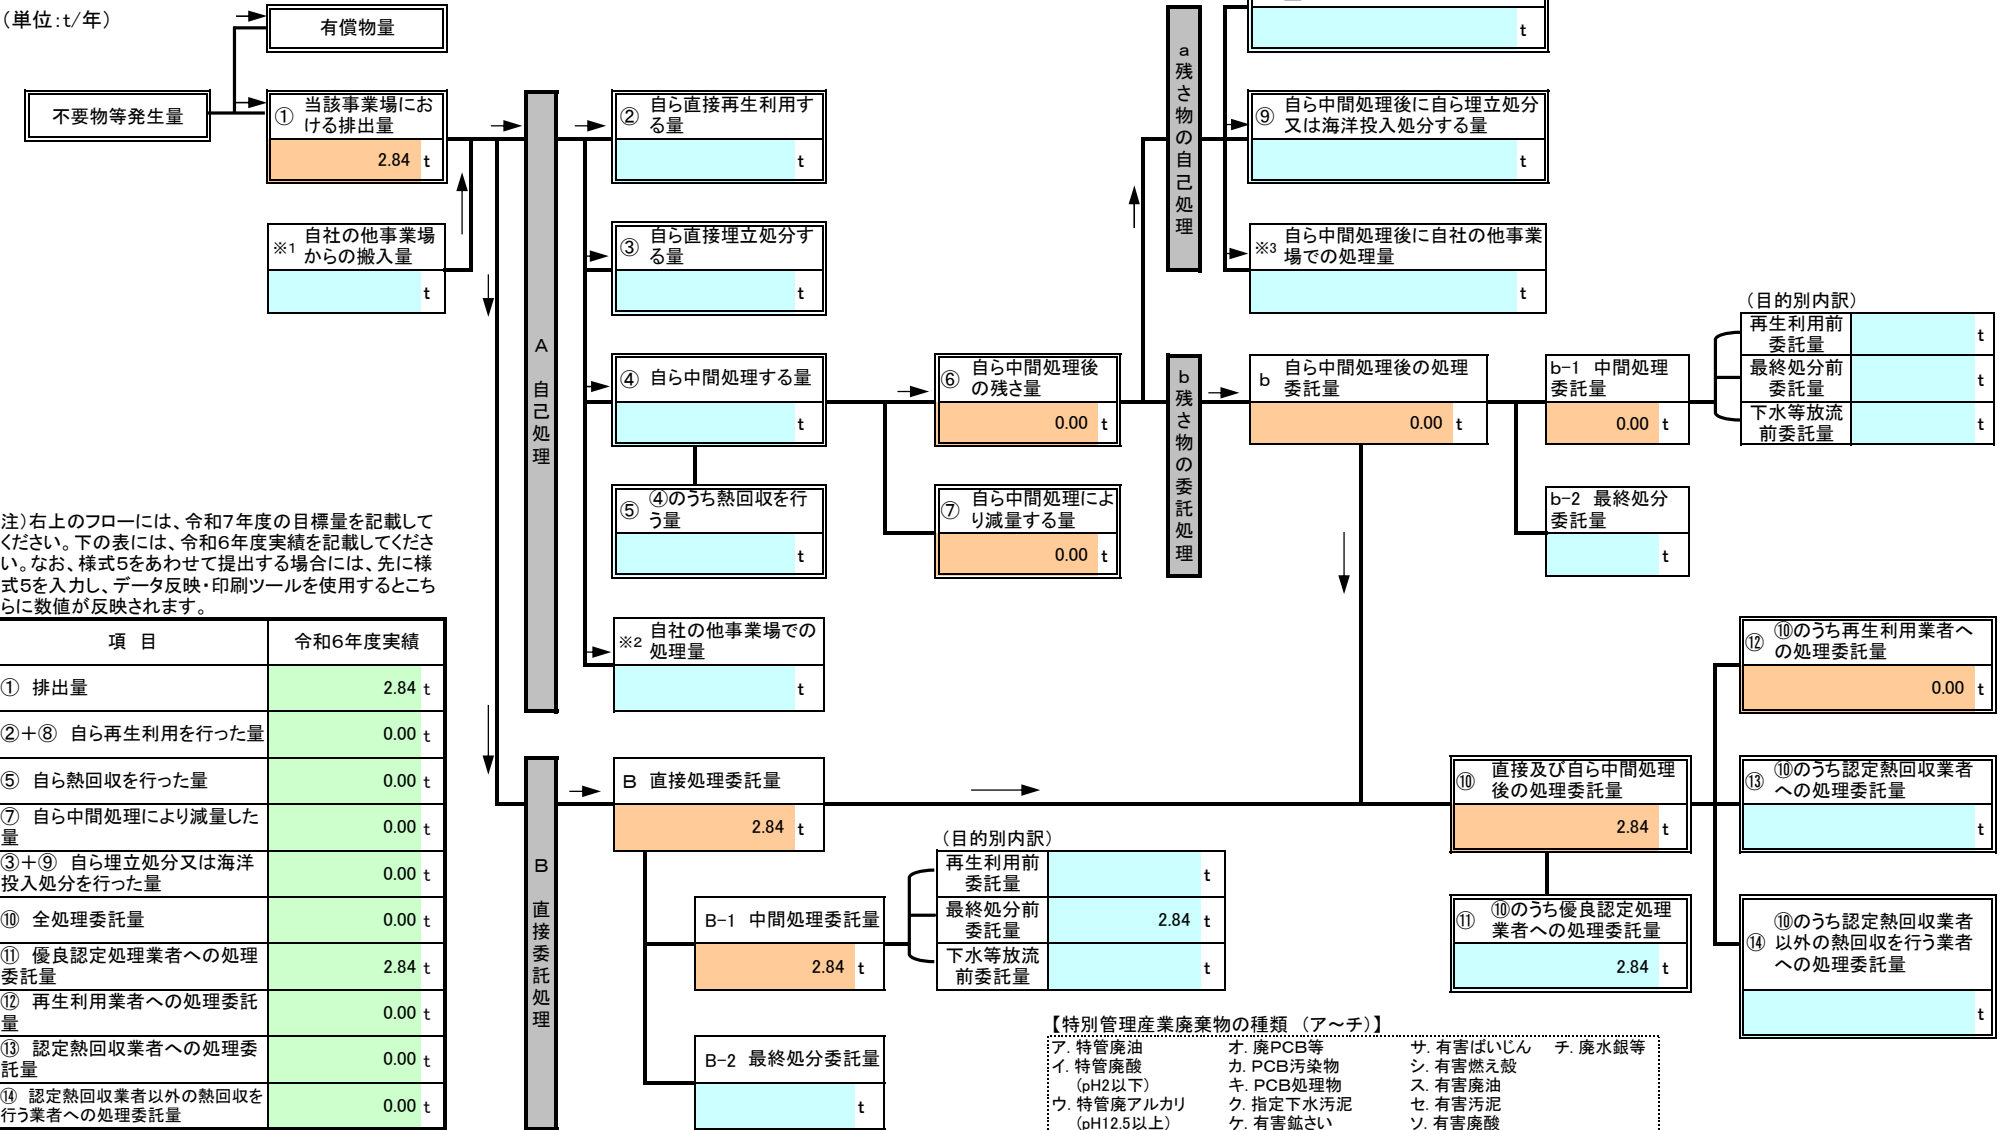 （単位：t/年）
有償物量
不要物等発生量
① 当該事業場にお
ける排出量
2.84 t
※1 自社の他事業場
からの搬入量
t
A 自己処理
② 自ら直接再生利用す
る量
t
③ 自ら直接埋立処分す
る量
t
④ 自ら中間処理する量
t
⑤ ④のうち熱回収を行
う量
t
※2 自社の他事業場での
処理量
t
⑥ 自ら中間処理後
の残さ量
0.00 t
⑦ 自ら中間処理によ
り減量する量
0.00 t
a残さ物の自己処理
t
⑨ 自ら中間処理後に自ら埋立処分
又は海洋投入処分する量
t
※3 自ら中間処理後に自社の他事業
場での処理量
t
b残さ物の委託処理
b 自ら中間処理後の処理
委託量
0.00 t
b-1 中間処理
委託量
0.00 t
b-2 最終処分
委託量
t
（目的別内訳）
再生利用前
委託量 t
最終処分前
委託量 t
下水等放流
前委託量 t
注）右上のフローには、令和７年度の目標量を記載して
ください。下の表には、令和６年度実績を記載してくださ
い。なお、様式５をあわせて提出する場合には、先に様
式５を入力し、データ反映・印刷ツールを使用するとこち
らに数値が反映されます。
項 目 令和６年度実績
① 排出量 2.84 t
②＋⑧ 自ら再生利用を行った量 0.00 t
⑤ 自ら熱回収を行った量 0.00 t
⑦ 自ら中間処理により減量した
量 0.00 t
③＋⑨ 自ら埋立処分又は海洋
投入処分を行った量 0.00 t
⑩ 全処理委託量 0.00 t
⑪ 優良認定処理業者への処理
委託量 2.84 t
⑫ 再生利用業者への処理委託
量 0.00 t
⑬ 認定熱回収業者への処理委
託量 0.00 t
⑭ 認定熱回収業者以外の熱回収を
行う業者への処理委託量 0.00 t
B 直接委託処理
B 直接処理委託量
2.84 t
B-1 中間処理委託量
2.84 t
B-2 最終処分委託量
t
（目的別内訳）
再生利用前
委託量 t
最終処分前
委託量 2.84 t
下水等放流
前委託量 t
⑩ 直接及び自ら中間処理
後の処理委託量
2.84 t
⑪ ⑩のうち優良認定処理
業者への処理委託量
2.84 t
⑫ ⑩のうち再生利用業者へ
の処理委託量
0.00 t
⑬ ⑩のうち認定熱回収業者
への処理委託量
t
⑭ ⑩のうち認定熱回収業者
以外の熱回収を行う業者
への処理委託量
t
【特別管理産業廃棄物の種類 （ア～チ）】
ア. 特管廃油 オ. 廃PCB等 サ. 有害ばいじん チ. 廃水銀等
イ. 特管廃酸 カ. PCB汚染物 シ. 有害燃え殻
（pH2以下） キ. PCB処理物 ス. 有害廃油
ウ. 特管廃アルカリ ク. 指定下水汚泥 セ. 有害汚泥
（pH12.5以上） ケ. 有害鉱さい ソ. 有害廃酸